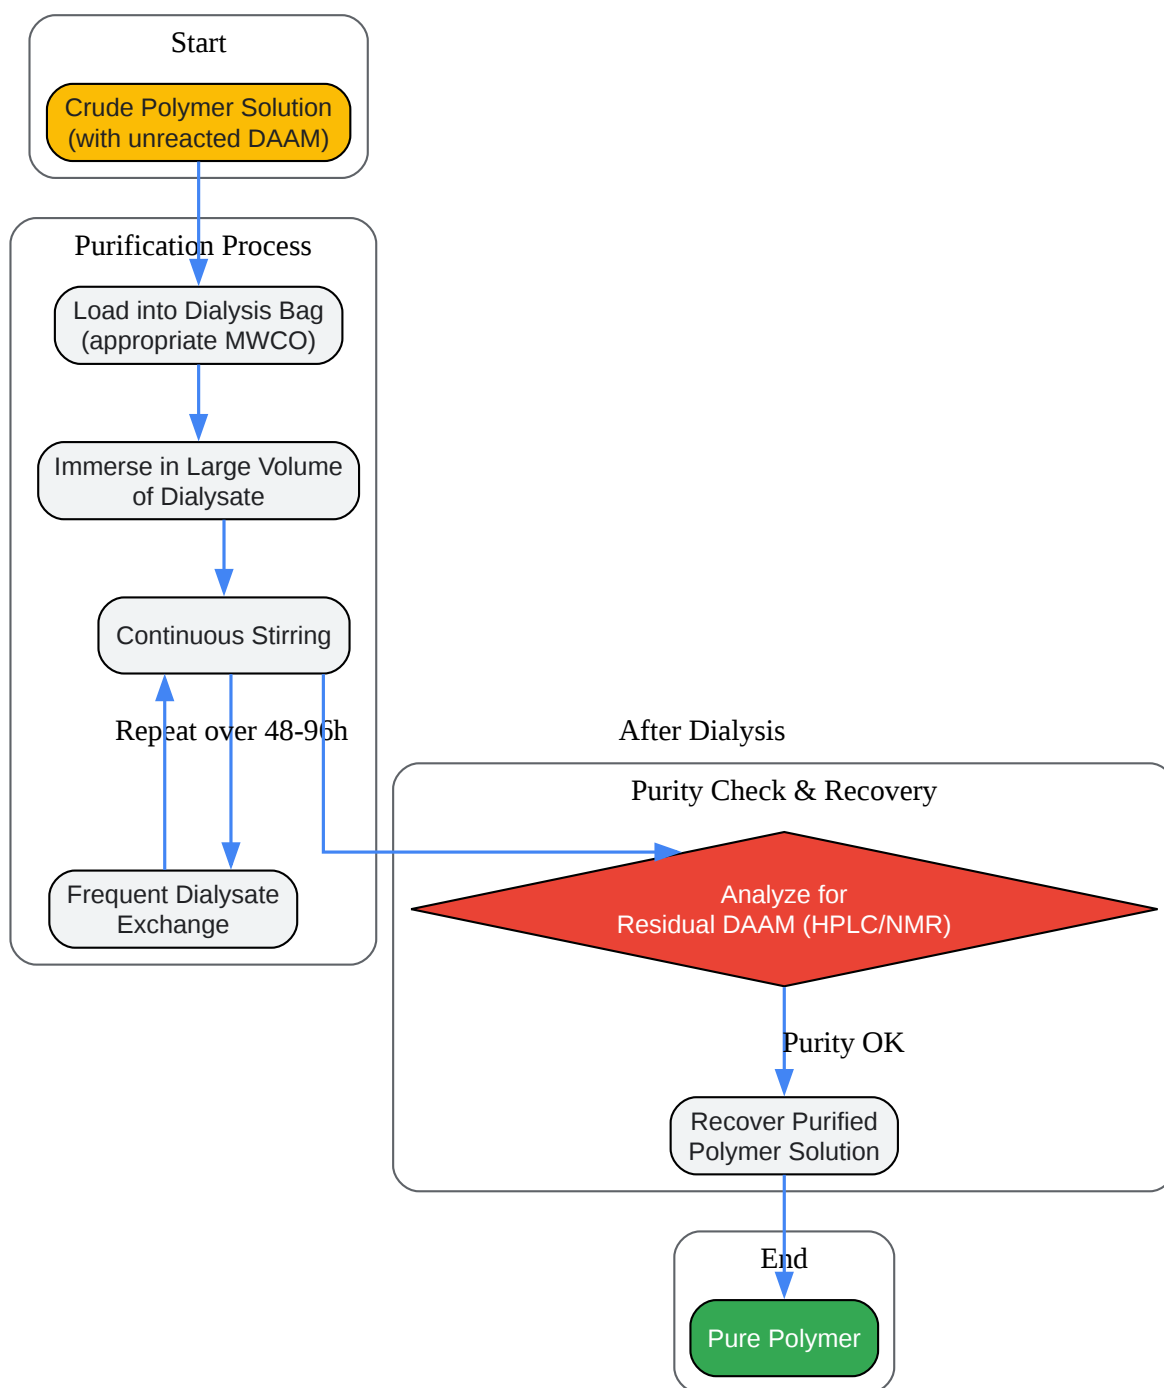 Start
Crude Polymer Solution
(with unreacted DAAM)
Purification Process
Load into Dialysis Bag
(appropriate MWCO)
Immerse in Large Volume
of Dialysate
Continuous Stirring
Repeat over 48-96h
Frequent Dialysate
Exchange
After Dialysis
Purity Check & Recovery
Analyze for
Residual DAAM (HPLC/NMR)
Purity OK
Recover Purified
Polymer Solution
End
Pure Polymer